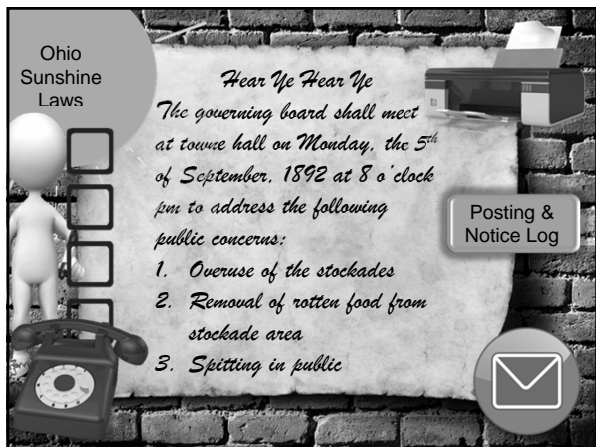 Ohio
Sunshine
Laws
Hear Ye Hear Ye
The governing board shall meet
at towne hall on Monday, the 5th
of September, 1892 at 8 o'clock
pm to address the following
public concerns:
1. Overuse of the stockades
2. Removal of rotten food from
stockade area
3. Spitting in public
Posting &
Notice Log